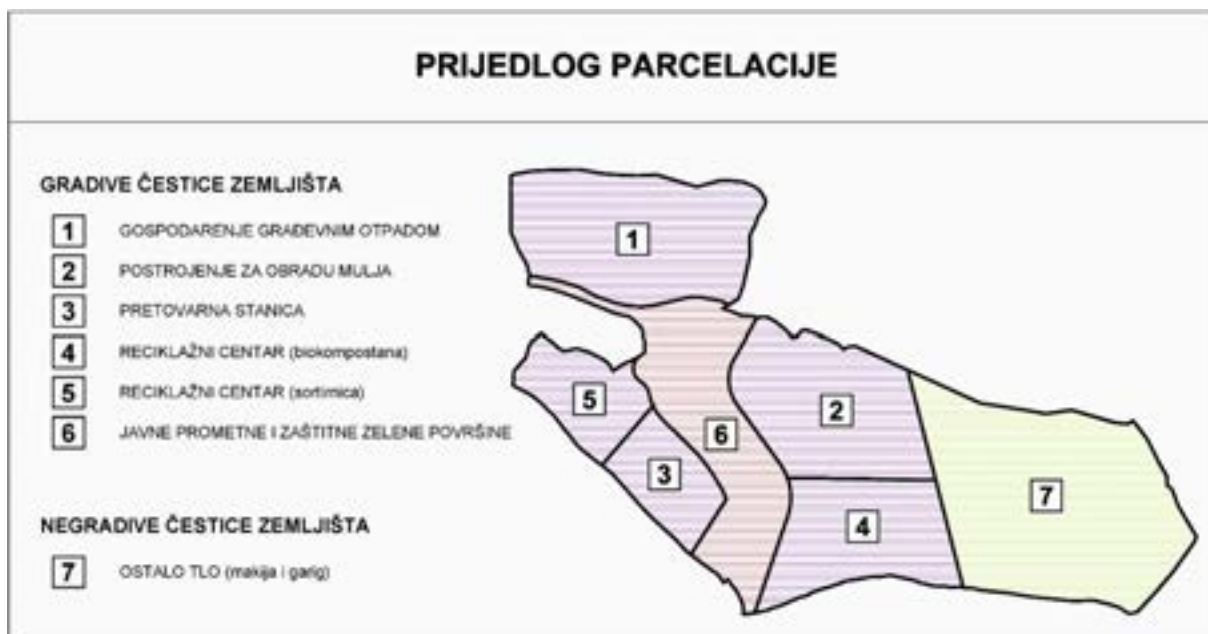 PRIJEDLOG PARCELACIJE
GRADIVE ČESTICE ZEMLJIŠTA
1 GOSPODARENJE GRAĐEVNIM OTPADOM
2 POSTROJENJE ZA OBRADU MULJA
3 PRETOVARNA STANICA
4 RECIKLAŽNI CENTAR (biokompostana)
5 RECIKLAŽNI CENTAR (sortirnica)
6 JAVNE PROMETNE I ZAŠTITNE ZELENE POVRŠINE
NEGRADIVE ČESTICE ZEMLJIŠTA
7 OSTALO TLO (makija i garig)
1
2
5
6
3
7
4